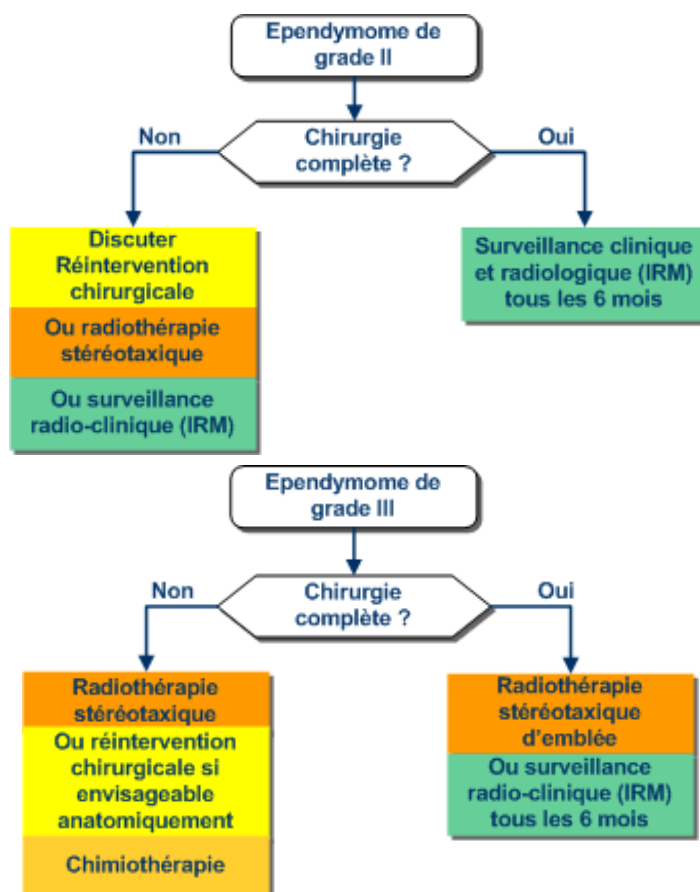 Ependymome de
grade II
Non
Chirurgie
complète ?
Oui
Discuter
Réintervention
chirurgicale
Ou radiothérapie
stéréotaxique
Ou surveillance
radio-clinique (IRM)
Surveillance clinique
et radiologique (IRM)
tous les 6 mois
Ependymome de
grade III
Non
Chirurgie
complète ?
Oui
Radiothérapie
stéréotaxique
Ou réintervention
chirurgicale si
envisageable
anatomiquement
Chimiothérapie
Radiothérapie
stéréotaxique
d'emblée
Ou surveillance
radio-clinique (IRM)
tous les 6 mois